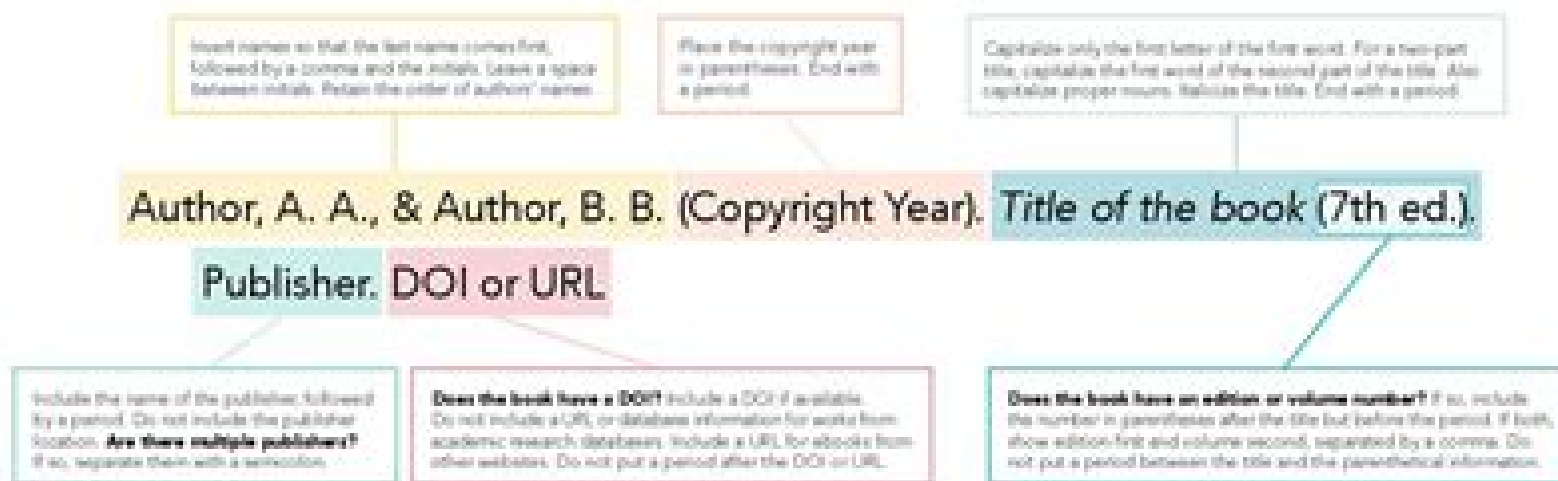 Invert names so that the last name comes first,
followed by a comma and the initials. Leave a space
between initials. Retain the order of authors' names.
Place the copyright year
in parentheses. End with
a period.
Capitalize only the first letter of the first word. For a two-part
title, capitalize the first word of the second part of the title. Also
capitalize proper nouns. Italicize the title. End with a period.
Author, A. A., & Author, B. B. (Copyright Year). Title of the book (7th ed.).
Publisher. DOI or URL
Include the name of the publisher, followed
by a period. Do not include the publisher
location. Are there multiple publishers?
If so, separate them with a semicolon.
Does the book have a DOI? Include a DOI if available.
Do not include a URL or database information for works from
academic research databases. Include a URL for ebooks from
other websites. Do not put a period after the DOI or URL.
Does the book have an edition or volume number? If so, include
the number in parentheses after the title but before the period. If both,
show edition first and volume second, separated by a comma. Do
not put a period between the title and the parenthetical information.